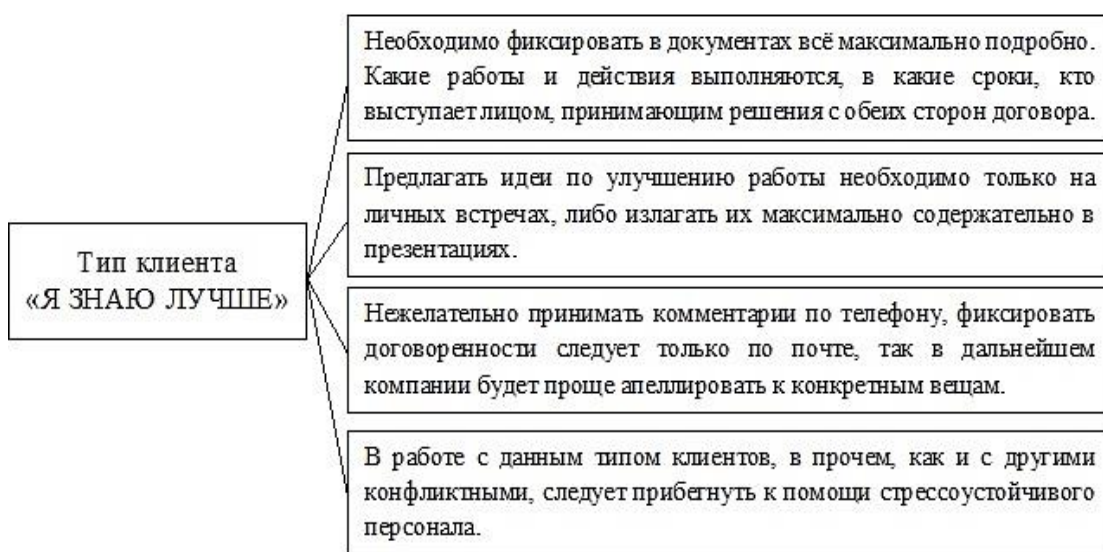 Тип клиента
«Я ЗНАЮ ЛУЧШЕ»
Необходимо фиксировать в документах всё максимально подробно.
Какие работы и действия выполняются, в какие сроки, кто
выступает лицом, принимающим решения с обеих сторон договора.
Предлагать идеи по улучшению работы необходимо только на
личных встречах, либо излагать их максимально содержательно в
презентациях.
Нежелательно принимать комментарии по телефону, фиксировать
договоренности следует только по почте, так в дальнейшем
компании будет проще апеллировать к конкретным вещам.
В работе с данным типом клиентов, в прочем, как и с другими
конфликтными, следует прибегнуть к помощи стрессоустойчивого
персонала.